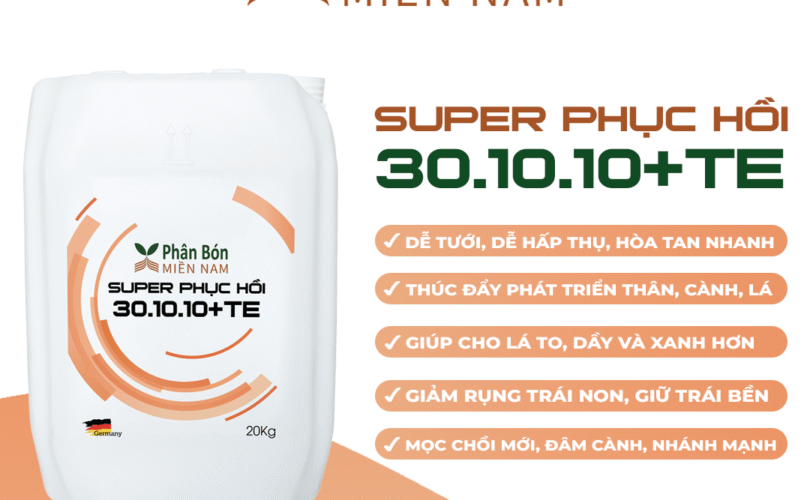 MIỀN NAM
SUPER PHỤC HỒI
30.10.10+TE
✓ DỄ TƯỚI, DỄ HẤP THỤ, HÒA TAN NHANH
✓ THÚC ĐẨY PHÁT TRIỂN THÂN, CÀNH, LÁ
✓ GIÚP CHO LÁ TO, DẦY VÀ XANH HƠN
✓ GIẢM RỤNG TRÁI NON, GIỮ TRÁI BỀN
✓ MỌC CHỒI MỚI, ĐÂM CÀNH, NHÁNH MẠNH
Phân Bón
MIỀN NAM
SUPER PHỤC HỒI
30.10.10+TE
Germany
20Kg